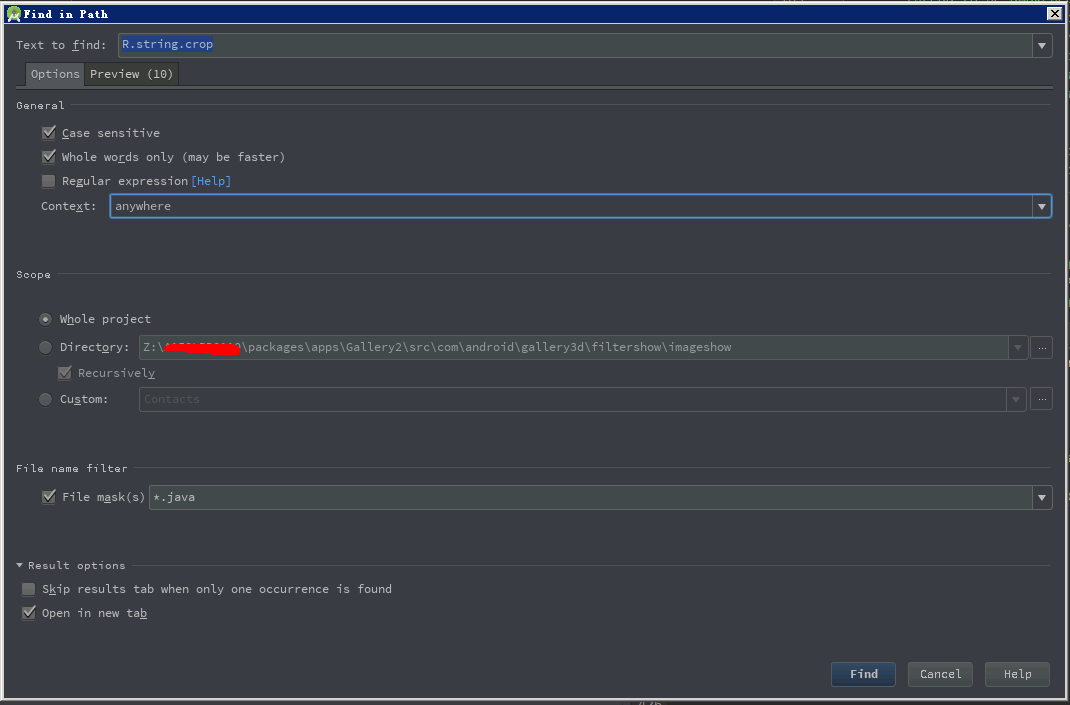 Find in Path
Text to find: R.string.crop
Options Preview (10)
General
Case sensitive
Whole words only (may be faster)
Regular expression [Help]
Context: anywhere
Scope
Whole project
Directory: Z:\ \packages\apps\Gallery2\src\com\android\gallery3d\filtershow\imageshow ...
Recursively
Custom: Contacts ...
File name filter
File mask(s) *.java
Result options
Skip results tab when only one occurrence is found
Open in new tab
Find Cancel Help